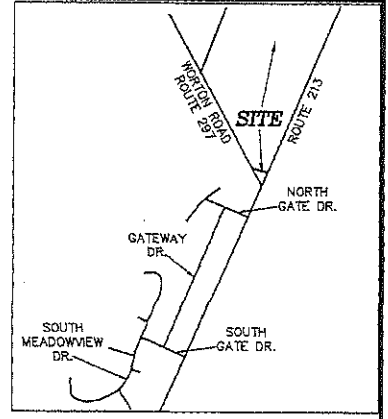 WORTON ROAD
ROUTE 297
SITE
ROUTE 213
NORTH
GATE DR.
GATEWAY
DR.
SOUTH
MEADOWVIEW
DR.
SOUTH
GATE DR.